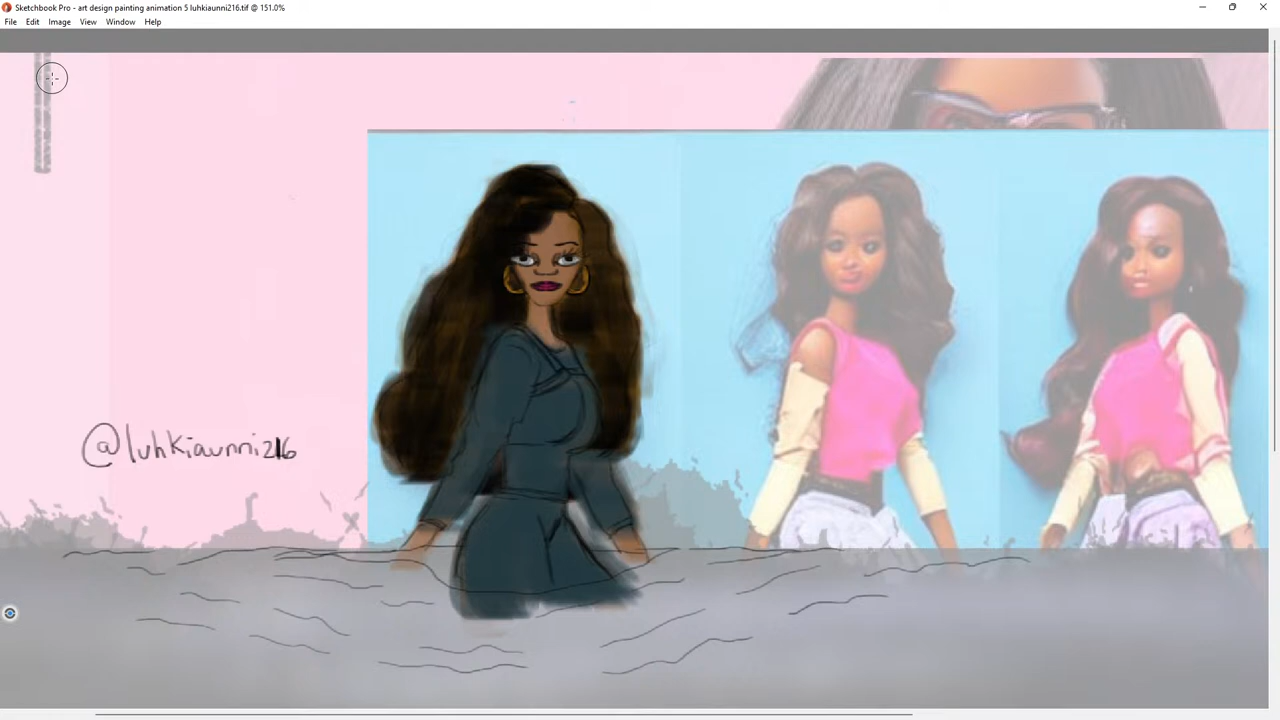 Sketchbook Pro - art design painting animation 5 luhkiaunni216.tif @ 151.0%
File Edit Image View Window Help
@luhkiaunni216